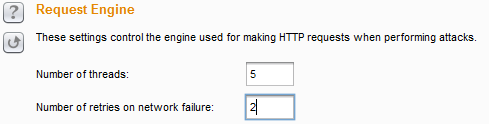 ?
Request Engine
These settings control the engine used for making HTTP requests when performing attacks.
Number of threads: 5
Number of retries on network failure: 2